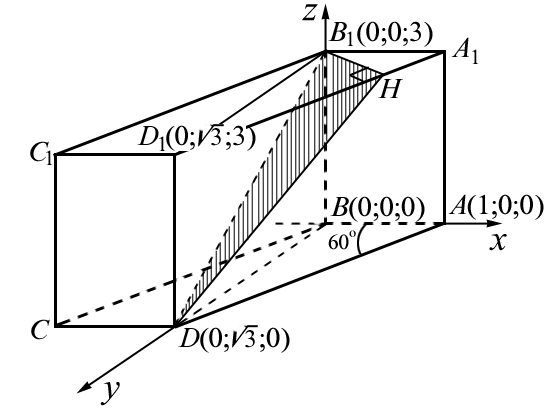 z
B₁(0;0;3)
A₁
H
D₁(0;√3;3)
C₁
B(0;0;0)
A(1;0;0)
60°
x
C
D(0;√3;0)
y